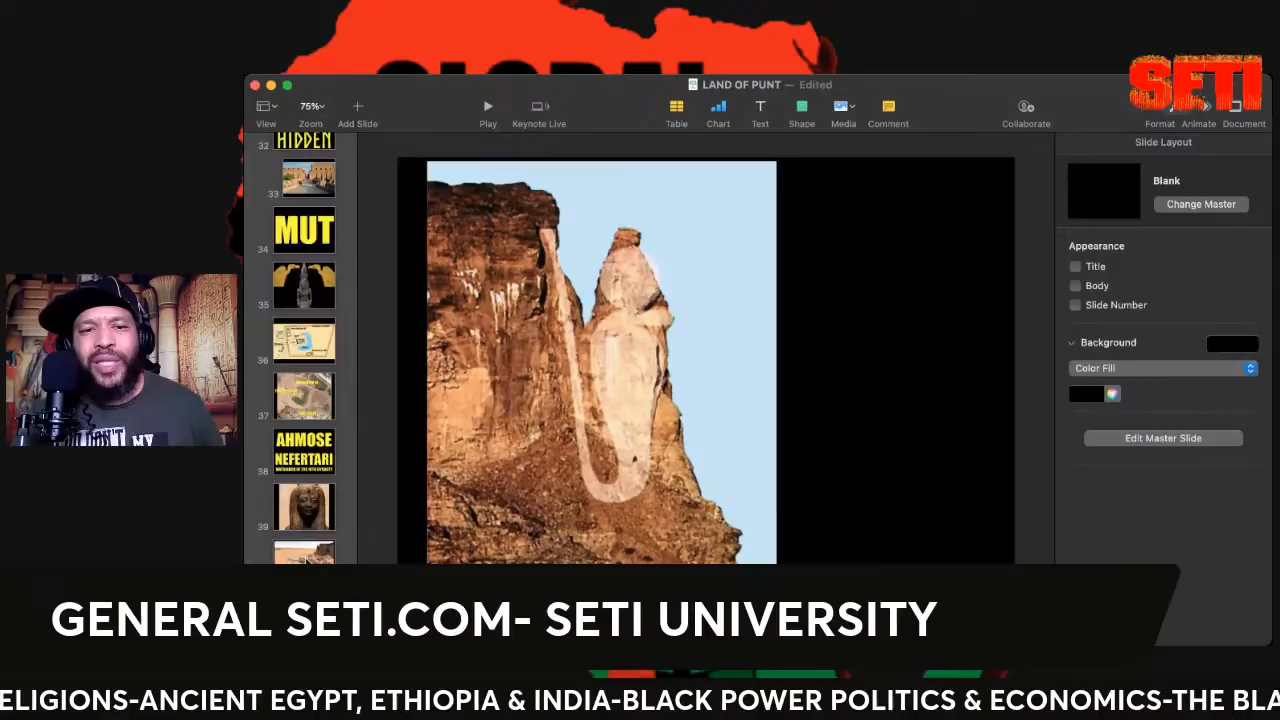 GLOBAL
SETI
LAND OF PUNT — Edited
75%
View
Zoom
Add Slide
Play
Keynote Live
Table
Chart
Text
Shape
Media
Comment
Collaborate
Format
Animate
Document
32
HIDDEN
33
34
MUT
35
36
37
38
AHMOSE
NEFERTARI
39
Slide Layout
Blank
Change Master
Appearance
Title
Body
Slide Number
Background
Color Fill
Edit Master Slide
GENERAL SETI.COM- SETI UNIVERSITY
ELIGIONS-ANCIENT EGYPT, ETHIOPIA & INDIA-BLACK POWER POLITICS & ECONOMICS-THE BLA